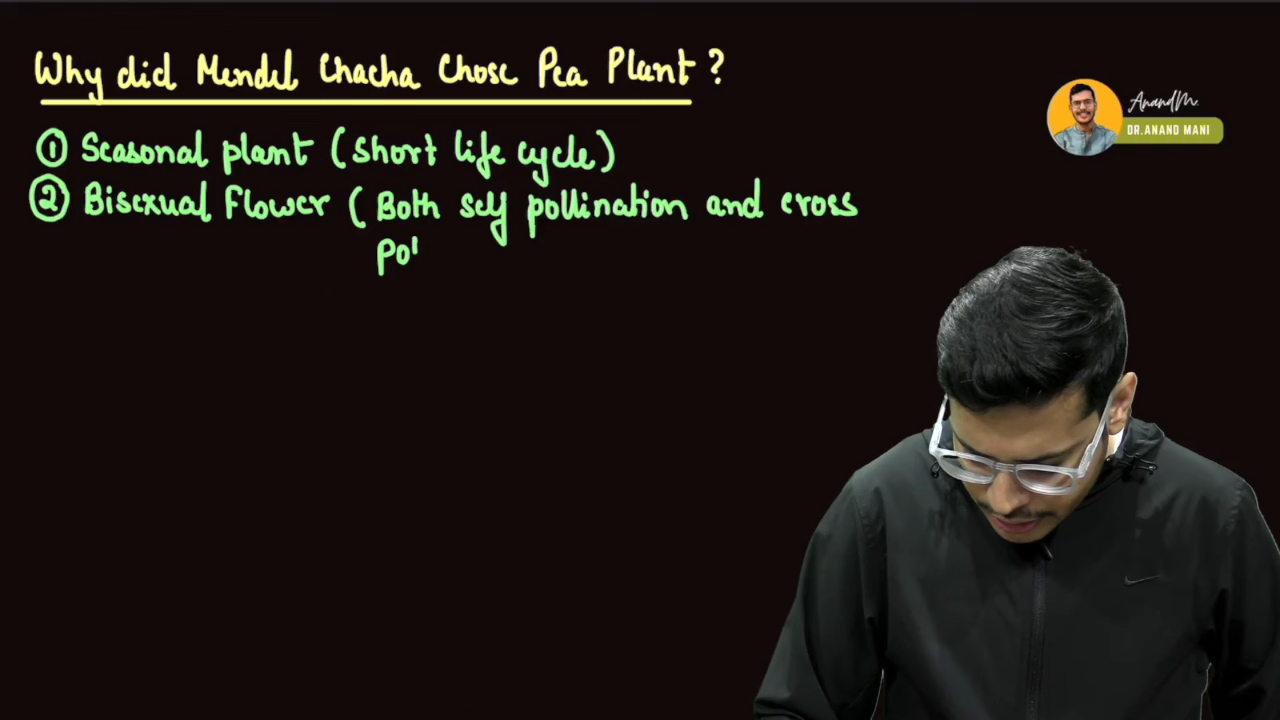 Why did Mendel Chacha Chose Pea Plant ?
① Seasonal plant (short life cycle)
② Bisexual Flower ( Both self pollination and cross
Pol
AnandM.
DR.ANAND MANI